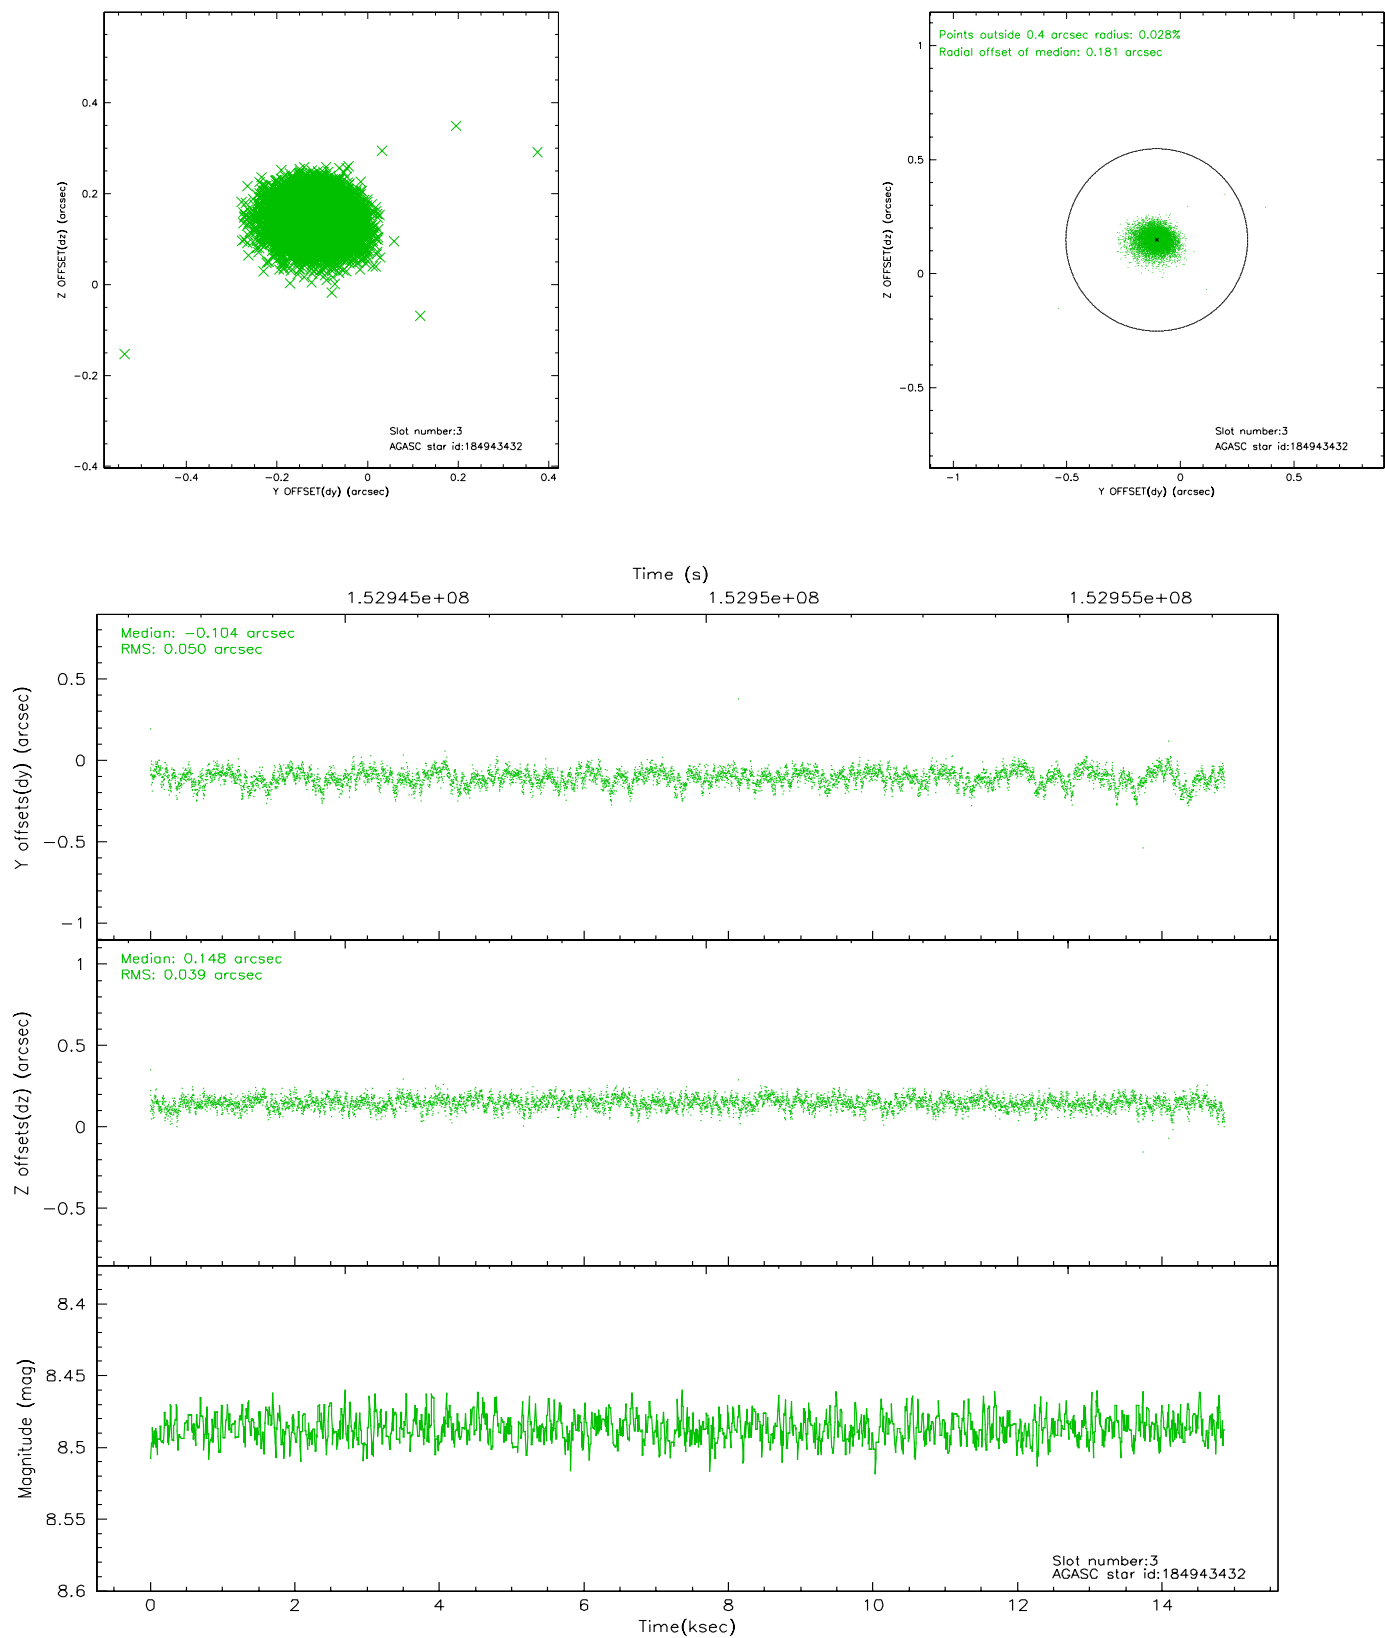 0.4
0.2
0
−0.2
−0.4
Z OFFSET(dz) (arcsec)
Slot number:3
AGASC star id:184943432
−0.4 −0.2 0 0.2 0.4
Y OFFSET(dy) (arcsec)
Points outside 0.4 arcsec radius: 0.028%
Radial offset of median: 0.181 arcsec
1
0.5
0
−0.5
Z OFFSET(dz) (arcsec)
Slot number:3
AGASC star id:184943432
−1 −0.5 0 0.5
Y OFFSET(dy) (arcsec)
Time (s)
1.52945e+08 1.5295e+08 1.52955e+08
Median: −0.104 arcsec
RMS: 0.050 arcsec
0.5
0
−0.5
−1
Y offsets(dy) (arcsec)
Median: 0.148 arcsec
RMS: 0.039 arcsec
1
0.5
0
−0.5
Z offsets(dz) (arcsec)
8.4
8.45
8.5
8.55
8.6
Magnitude (mag)
Slot number:3
AGASC star id:184943432
0 2 4 6 8 10 12 14
Time(ksec)